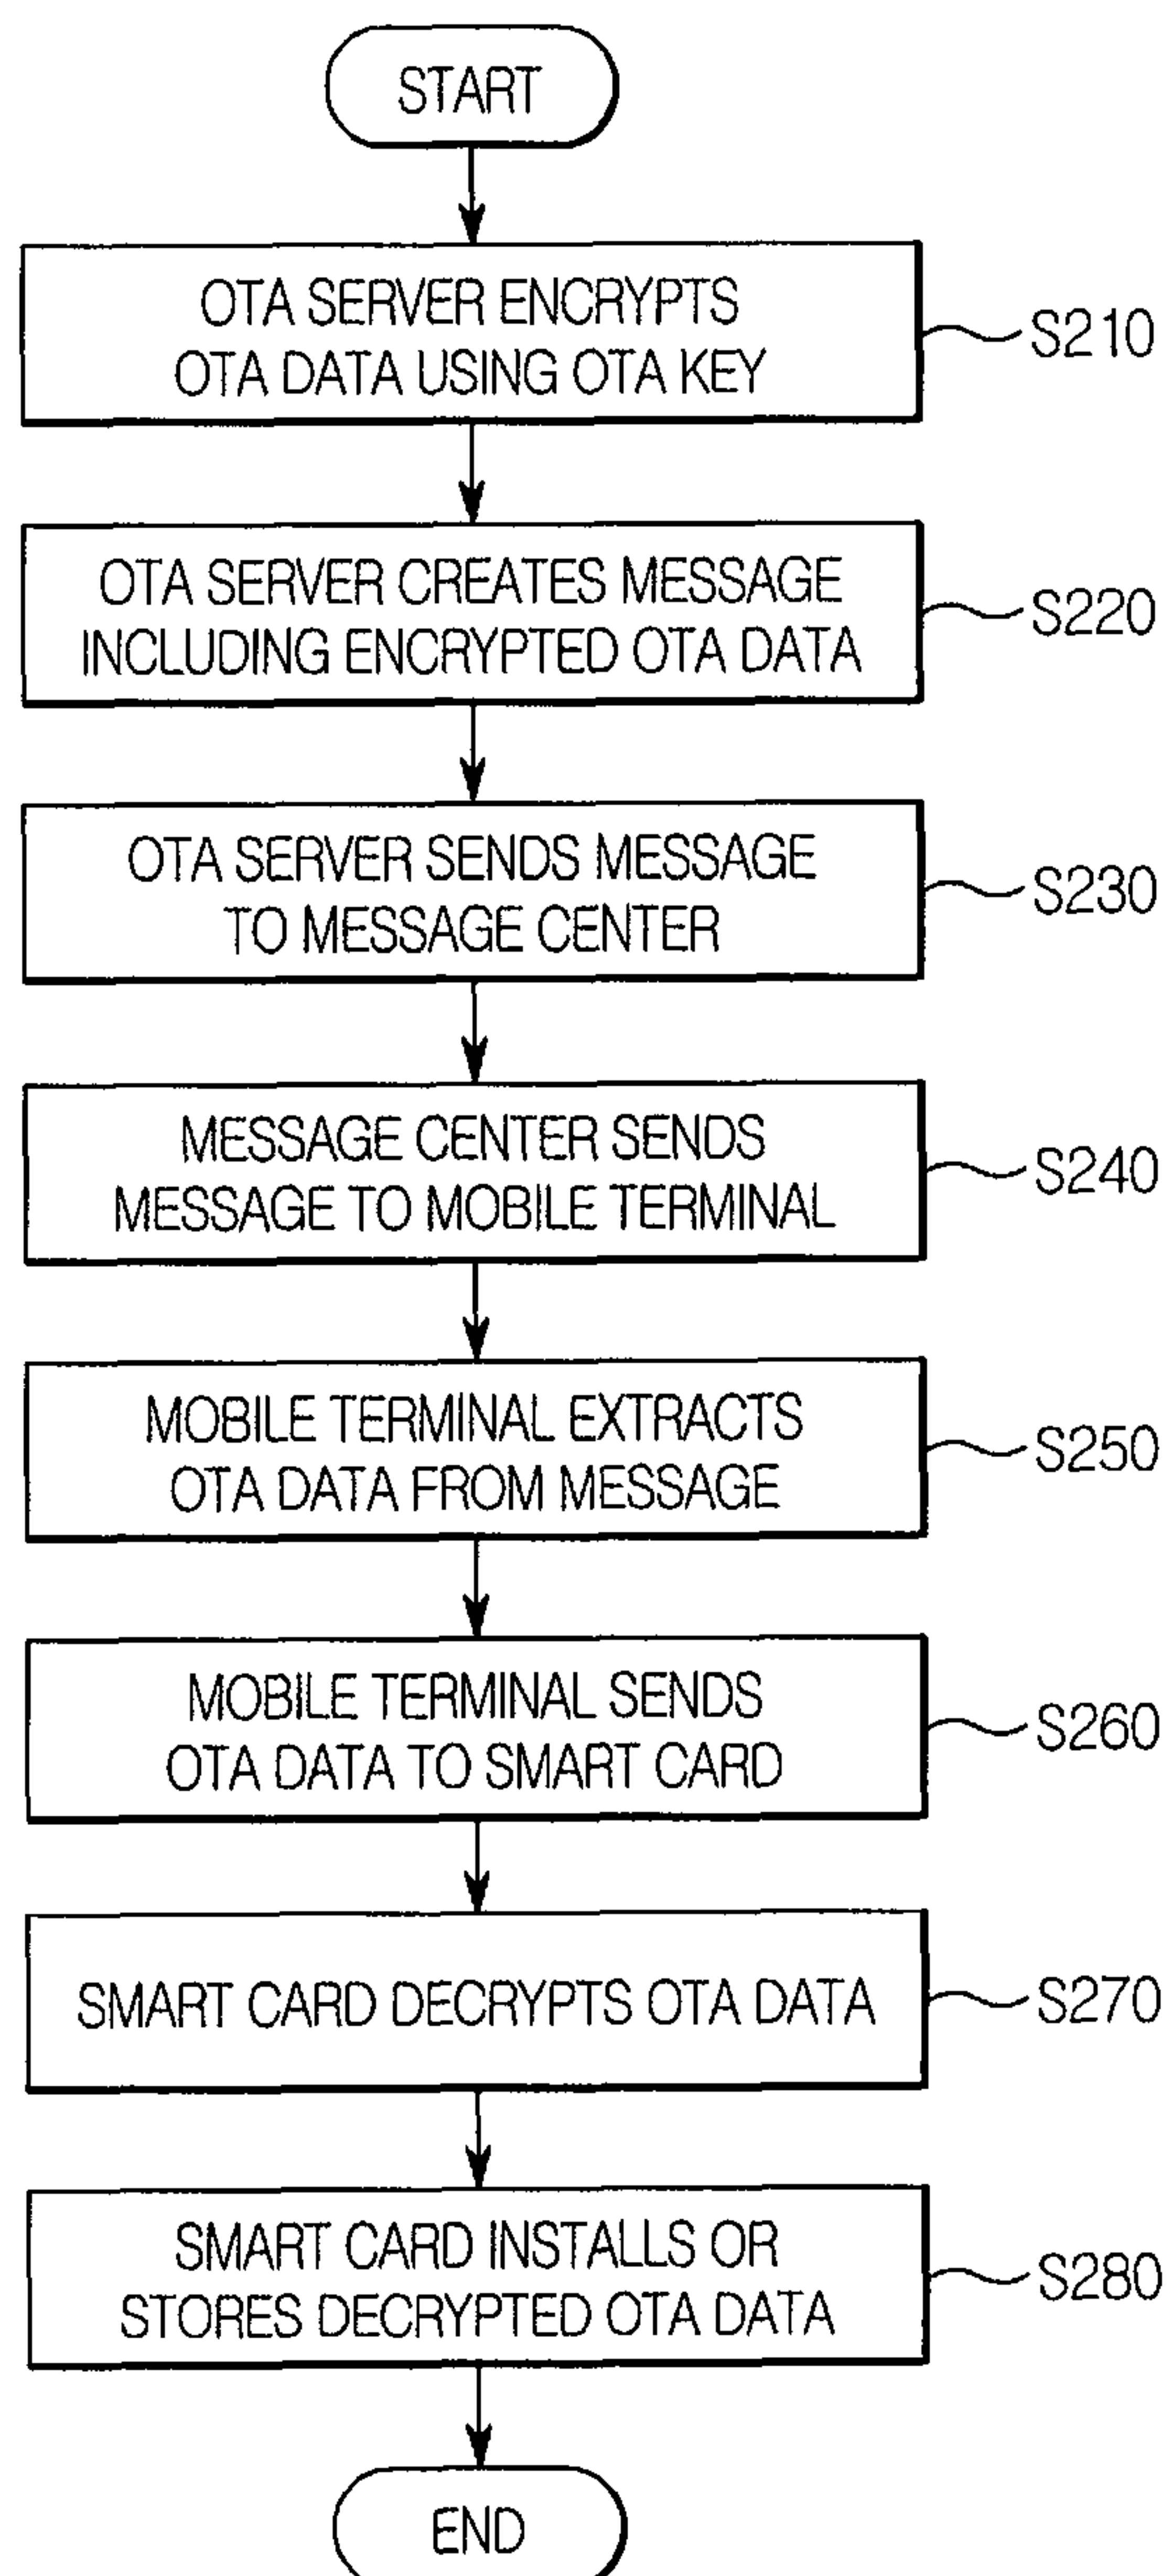 START
OTA SERVER ENCRYPTS
OTA DATA USING OTA KEY
S210
OTA SERVER CREATES MESSAGE
INCLUDING ENCRYPTED OTA DATA
S220
OTA SERVER SENDS MESSAGE
TO MESSAGE CENTER
S230
MESSAGE CENTER SENDS
MESSAGE TO MOBILE TERMINAL
S240
MOBILE TERMINAL EXTRACTS
OTA DATA FROM MESSAGE
S250
MOBILE TERMINAL SENDS
OTA DATA TO SMART CARD
S260
SMART CARD DECRYPTS OTA DATA
S270
SMART CARD INSTALLS OR
STORES DECRYPTED OTA DATA
S280
END